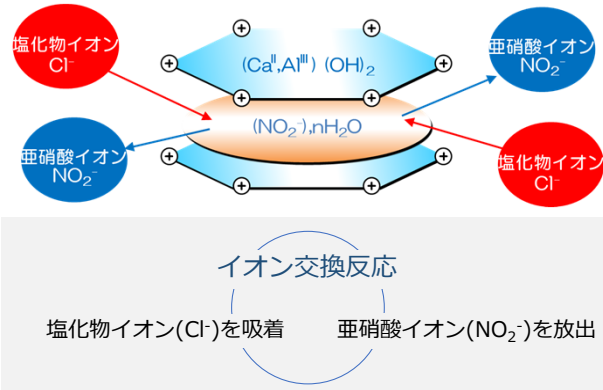 塩化物イオン
Cl⁻
亜硝酸イオン
NO₂⁻
(Caᴵᴵ,Alᴵᴵᴵ) (OH)₂
(NO₂⁻),nH₂O
亜硝酸イオン
NO₂⁻
塩化物イオン
Cl⁻
イオン交換反応
塩化物イオン(Cl⁻)を吸着
亜硝酸イオン(NO₂⁻)を放出